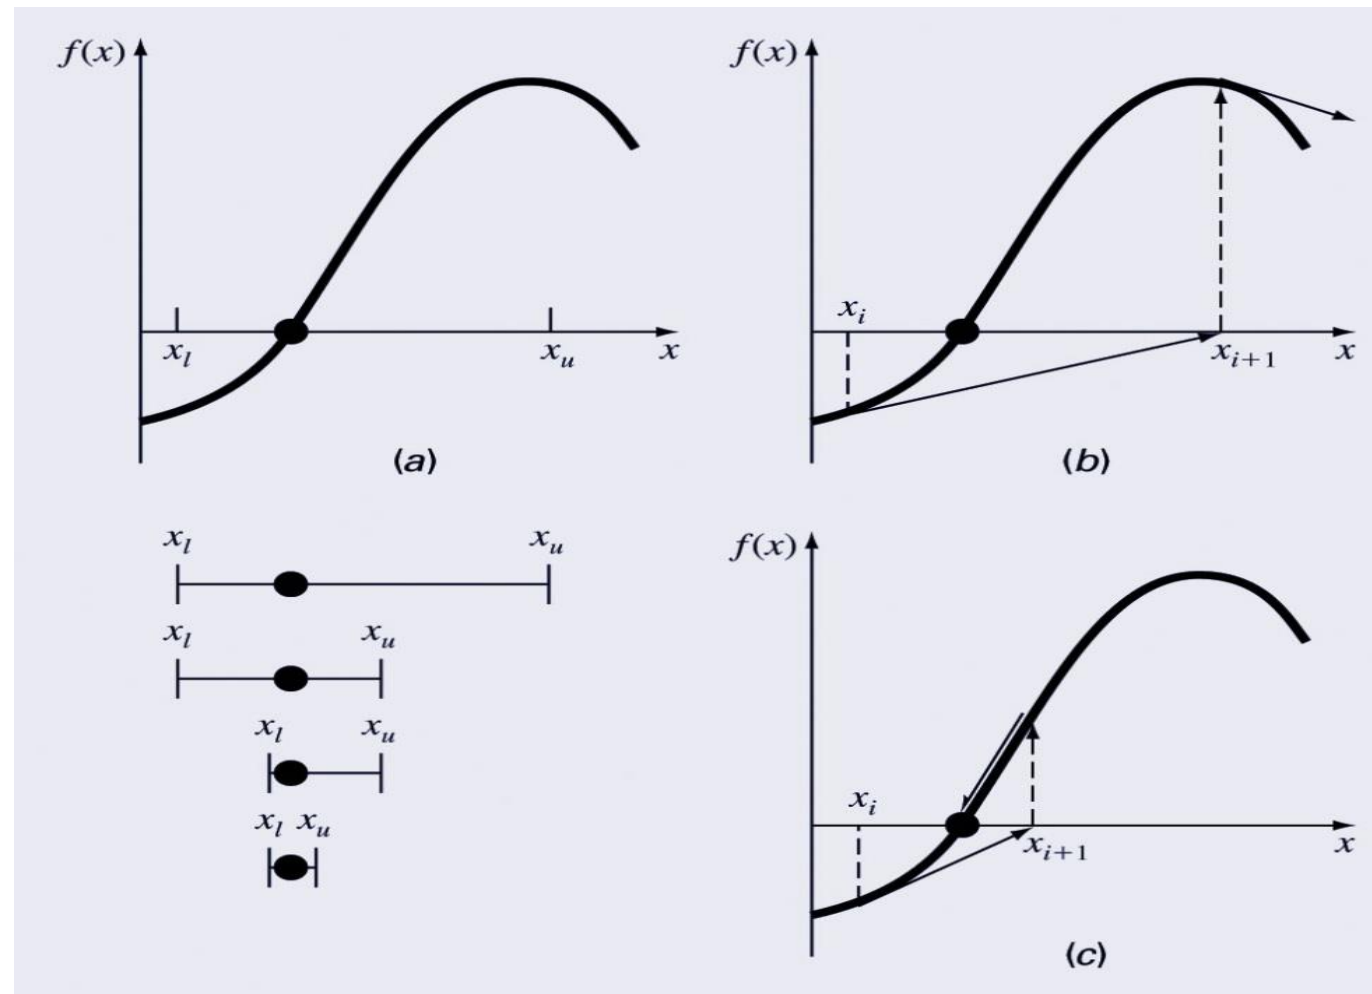 f(x)
x_l x_u x
(a)
f(x)
x_i
x_{i+1} x
(b)
x_l x_u
x_l x_u
x_l x_u
x_l x_u
f(x)
x_i
x_{i+1} x
(c)